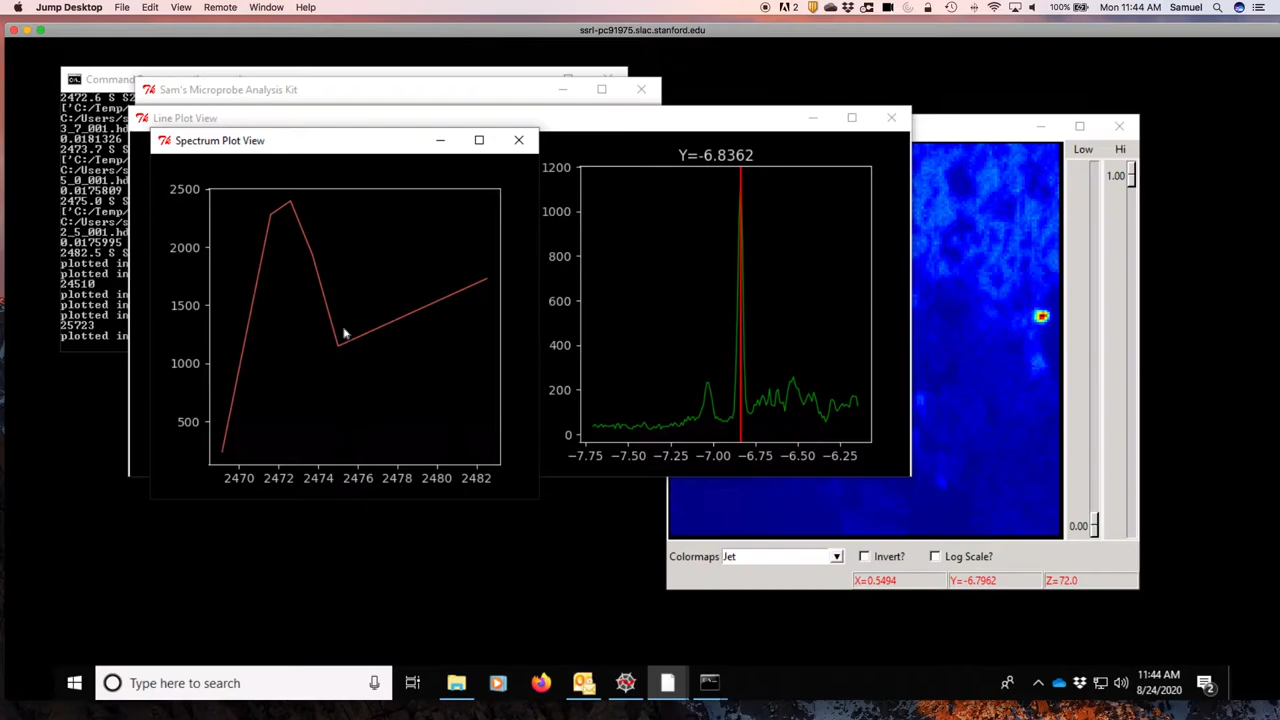 Jump Desktop File Edit View Remote Window Help
2 100% Mon 11:44 AM Samuel
ssrl-pc91975.slac.stanford.edu
Command
2472.6 S S2
['C:/Temp/
C:/Users/s
3_7_001.hd
0.0181326
2473.7 S S
['C:/Temp/
C:/Users/s
5_0_001.hd
0.0175809
2475.0 S S
['C:/Temp/
C:/Users/s
2_5_001.hd
0.0175995
2482.5 S S
plotted in
plotted in
24510
plotted in
plotted in
plotted in
25723
plotted in
Sam's Microprobe Analysis Kit
Line Plot View
Spectrum Plot View
2500
2000
1500
1000
500
2470 2472 2474 2476 2478 2480 2482
Y=-6.8362
1200
1000
800
600
400
200
0
−7.75 −7.50 −7.25 −7.00 −6.75 −6.50 −6.25
Low Hi
1.00
0.00
Colormaps Jet Invert? Log Scale?
X=0.5494 Y=-6.7962 Z=72.0
Type here to search
11:44 AM
8/24/2020
2